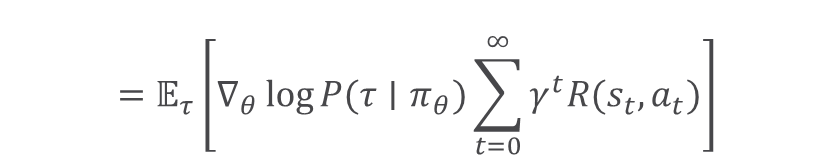 = 𝔼_τ [∇_θ log P(τ | π_θ) ∑_{t=0}^{∞} γ^t R(s_t, a_t)]